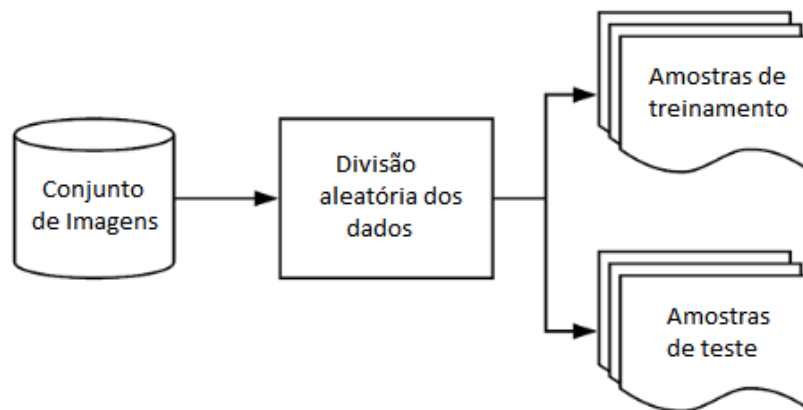 Conjunto
de Imagens
Divisão
aleatória dos
dados
Amostras de
treinamento
Amostras
de teste